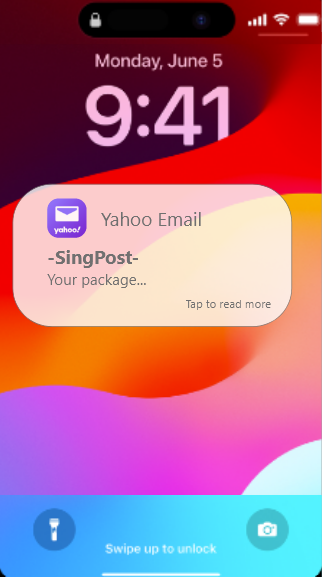 Monday, June 5
9:41
yahoo!
Yahoo Email
-SingPost-
Your package...
Tap to read more
Swipe up to unlock